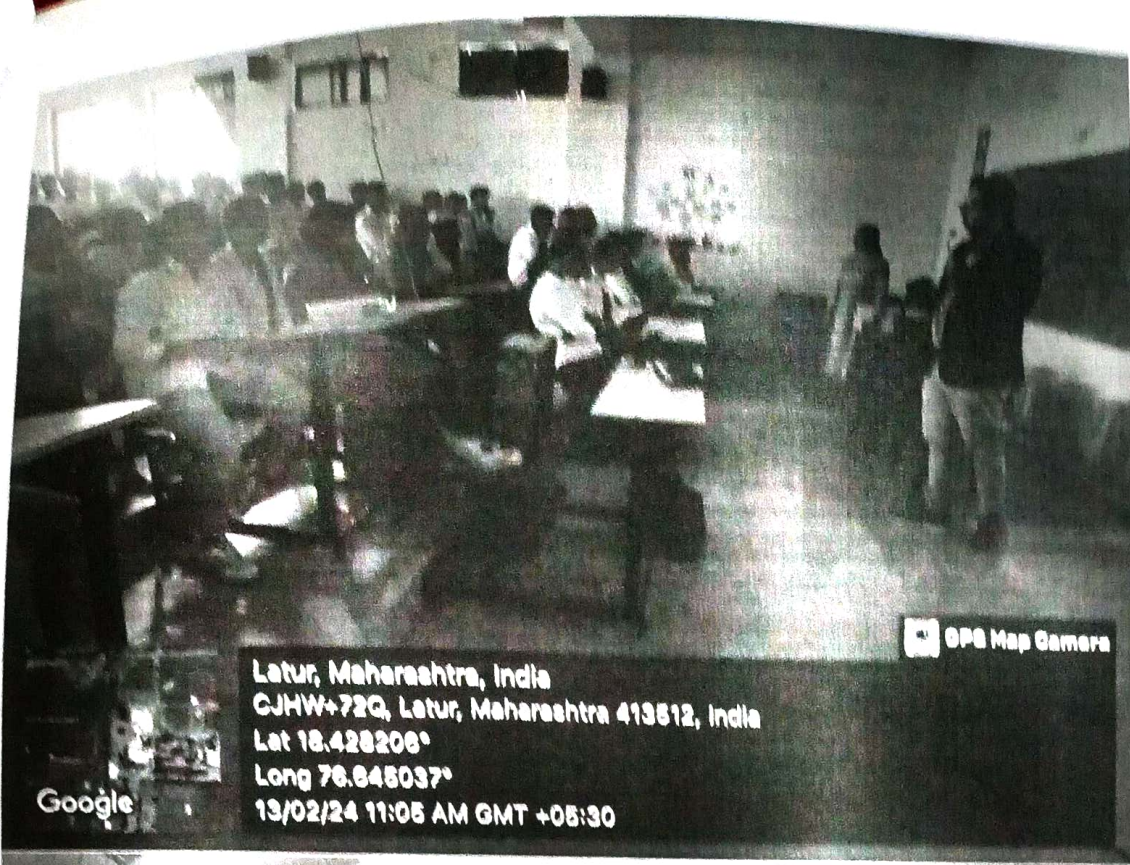 GPS Map Camera
Latur, Maharashtra, India
CJHW+72Q, Latur, Maharashtra 413512, India
Lat 18.428206°
Long 76.545037°
13/02/24 11:05 AM GMT +05:30
Google